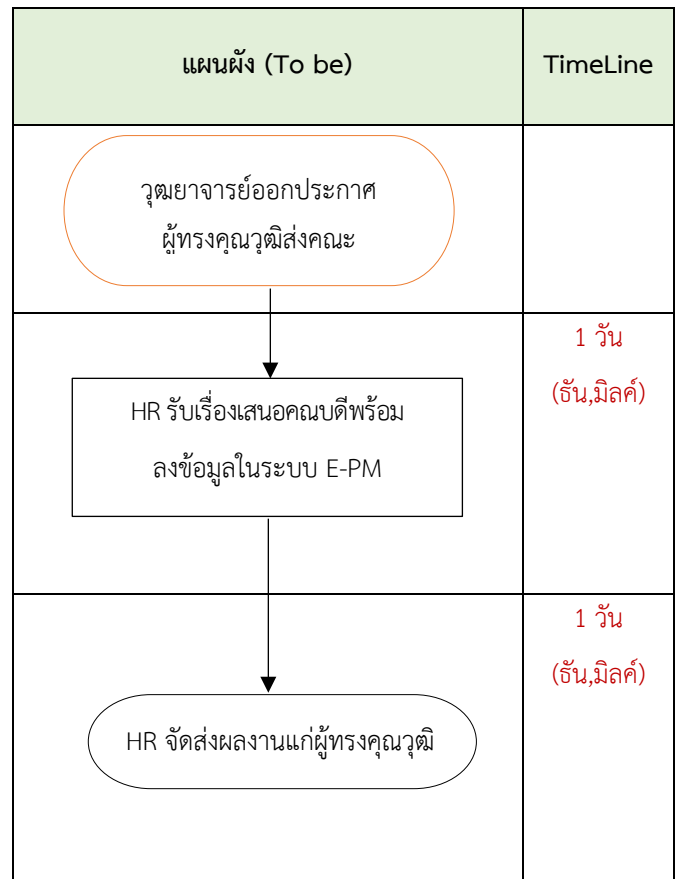 แผนผัง (To be)
TimeLine
วุฒยาจารย์ออกประกาศ
ผู้ทรงคุณวุฒิส่งคณะ
1 วัน
(ธัน,มิลค์)
HR รับเรื่องเสนอคณบดีพร้อม
ลงข้อมูลในระบบ E-PM
1 วัน
(ธัน,มิลค์)
HR จัดส่งผลงานแก่ผู้ทรงคุณวุฒิ